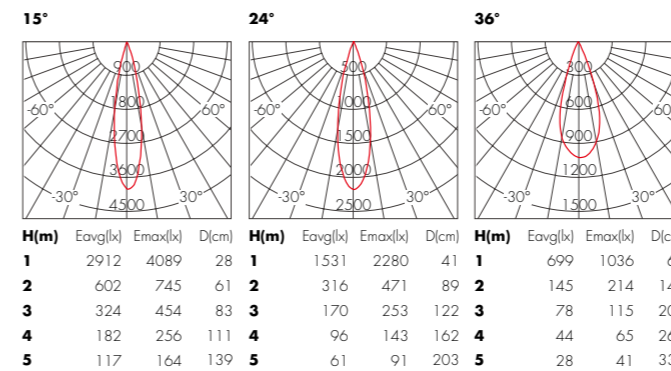 15° 24° 36°
900 500 300
1800 1000 600
-60° 60° -60° 60° -60°
2700 1500 900
3600 2000 1200
-30° 30° -30° 30° -30° 30°
4500 2500 1500
H(m) Eavg(lx) Emax(lx) D(cm) H(m) Eavg(lx) Emax(lx) D(cm) H(m) Eavg(lx) Emax(lx)
1 2912 4089 28 1 1531 2280 41 1 699 1036
2 602 745 61 2 316 471 89 2 145 214
3 324 454 83 3 170 253 122 3 78 115
4 182 256 111 4 96 143 162 4 44 65
5 117 164 139 5 61 91 203 5 28 41